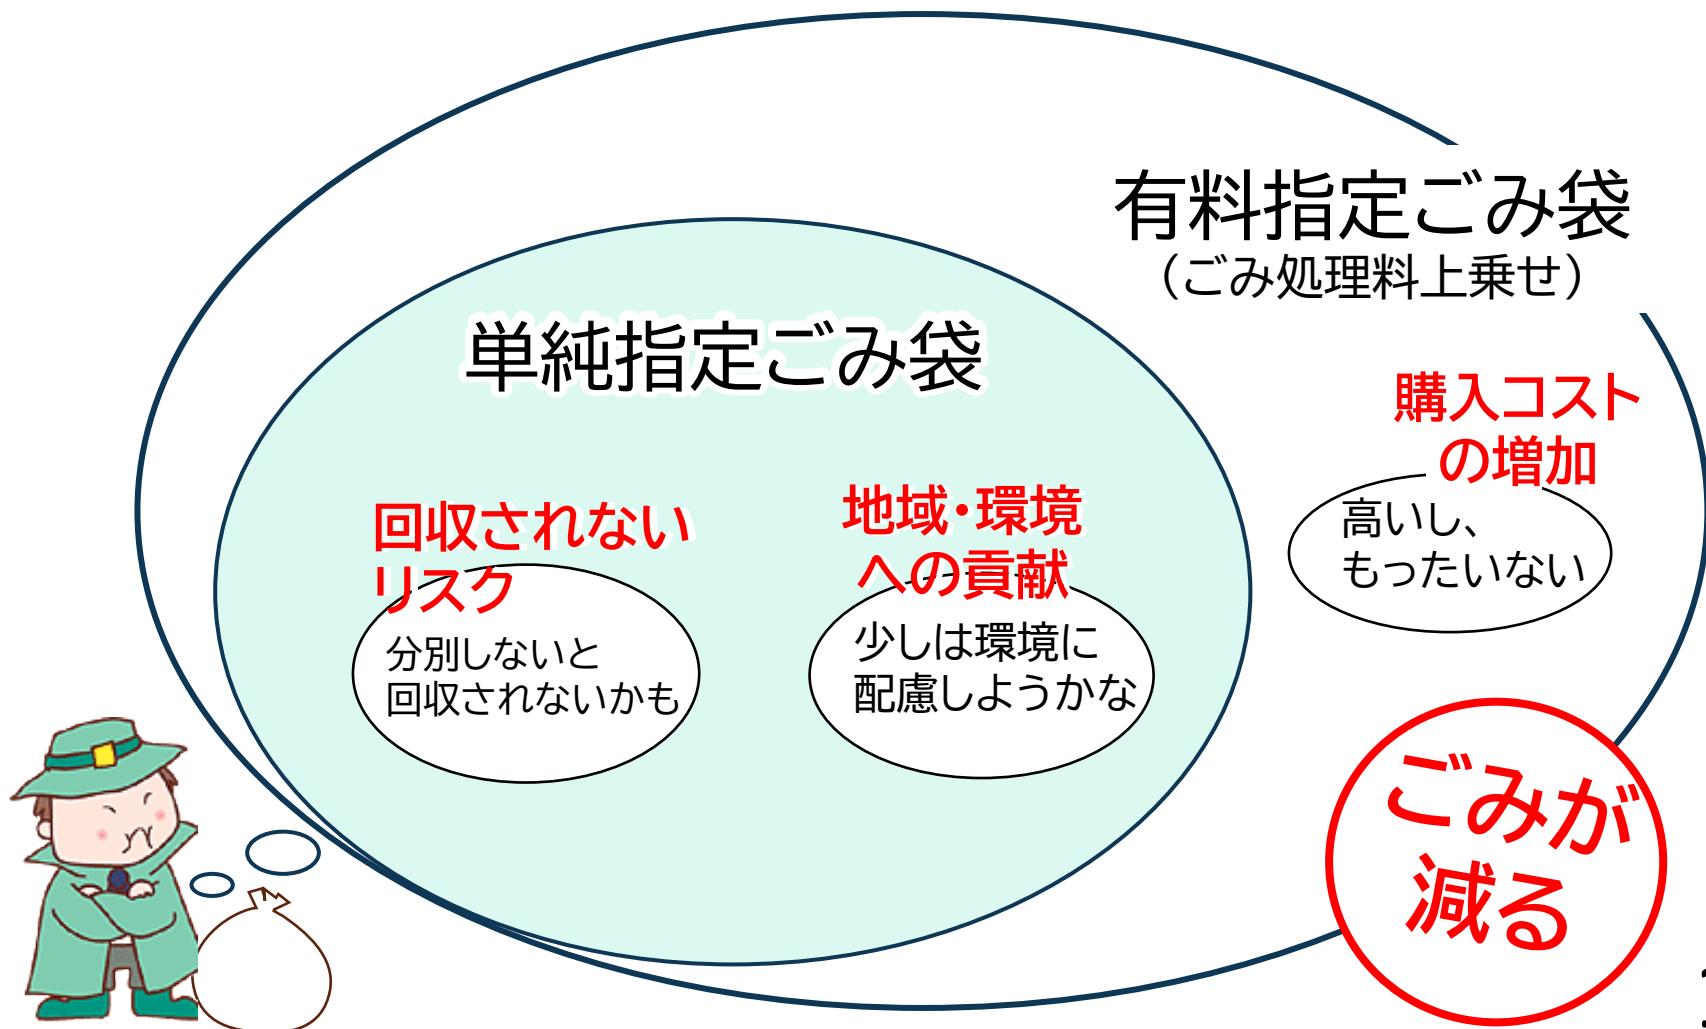 有料指定ごみ袋
（ごみ処理料上乗せ）
単純指定ごみ袋
購入コスト
の増加
高いし、
もったいない
回収されない
リスク
分別しないと
回収されないかも
地域・環境
への貢献
少しは環境に
配慮しようかな
ごみが
減る